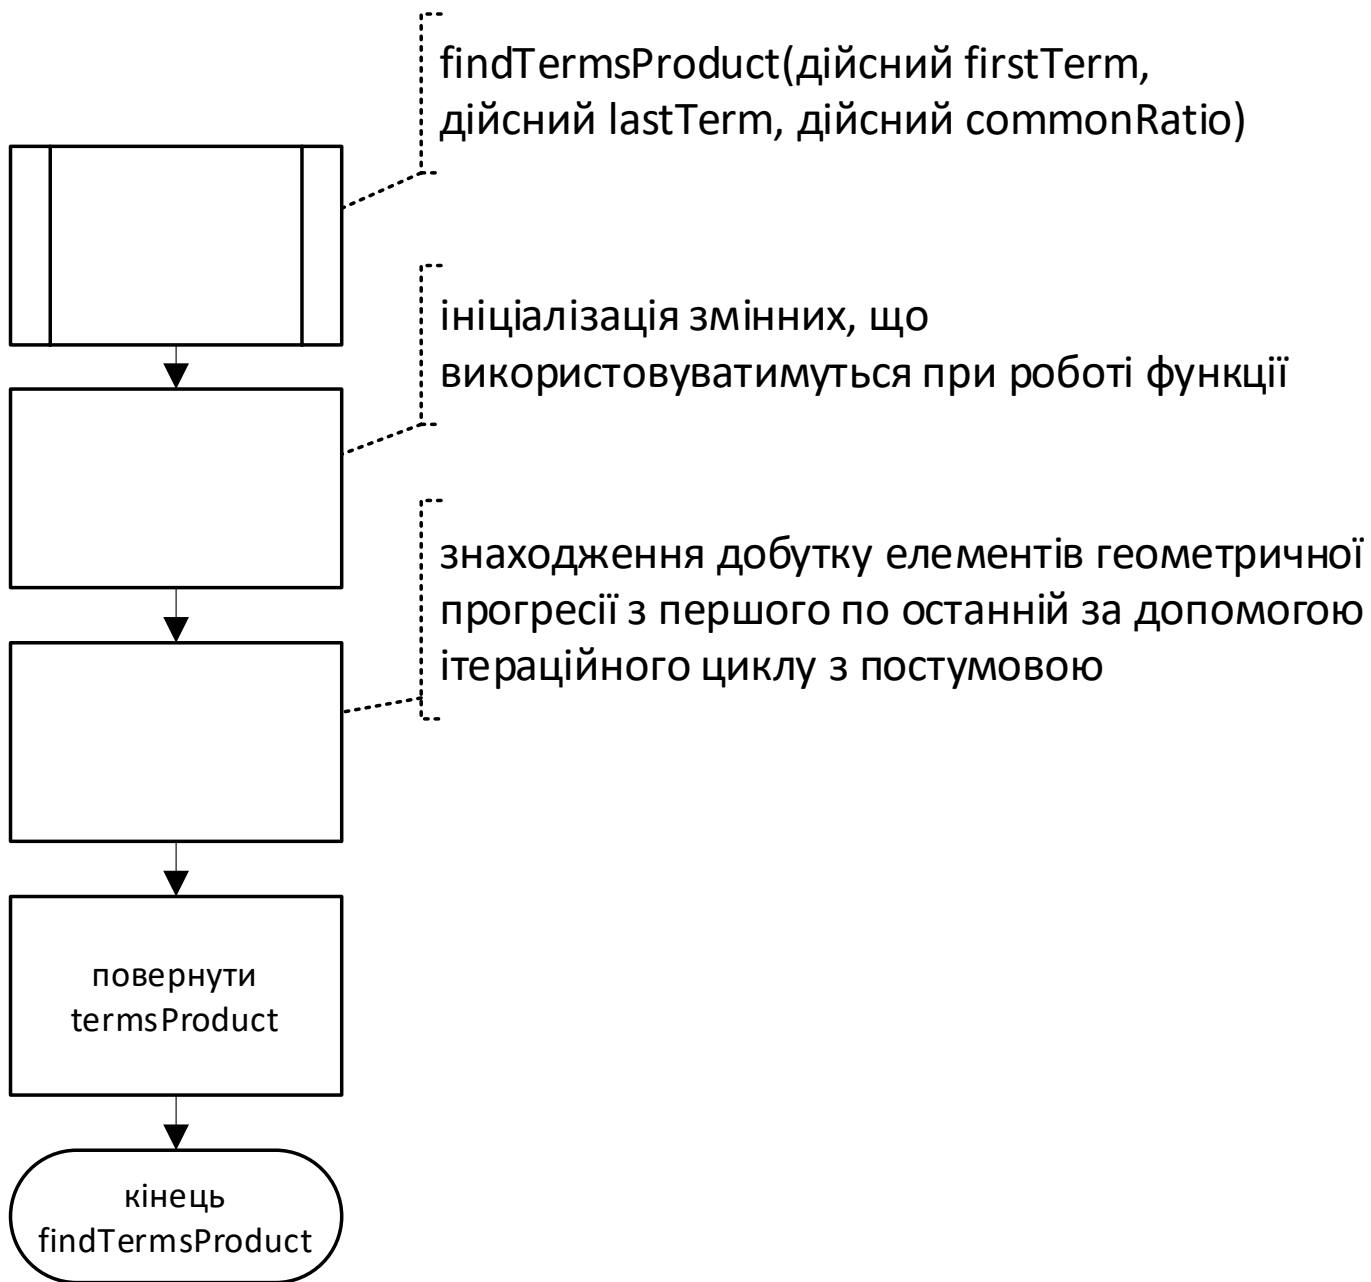 findTermsProduct(дійсний firstTerm,
дійсний lastTerm, дійсний commonRatio)
ініціалізація змінних, що
використовуватимуться при роботі функції
знаходження добутку елементів геометричної
прогресії з першого по останній за допомогою
ітераційного циклу з постумовою
повернути
termsProduct
кінець
findTermsProduct